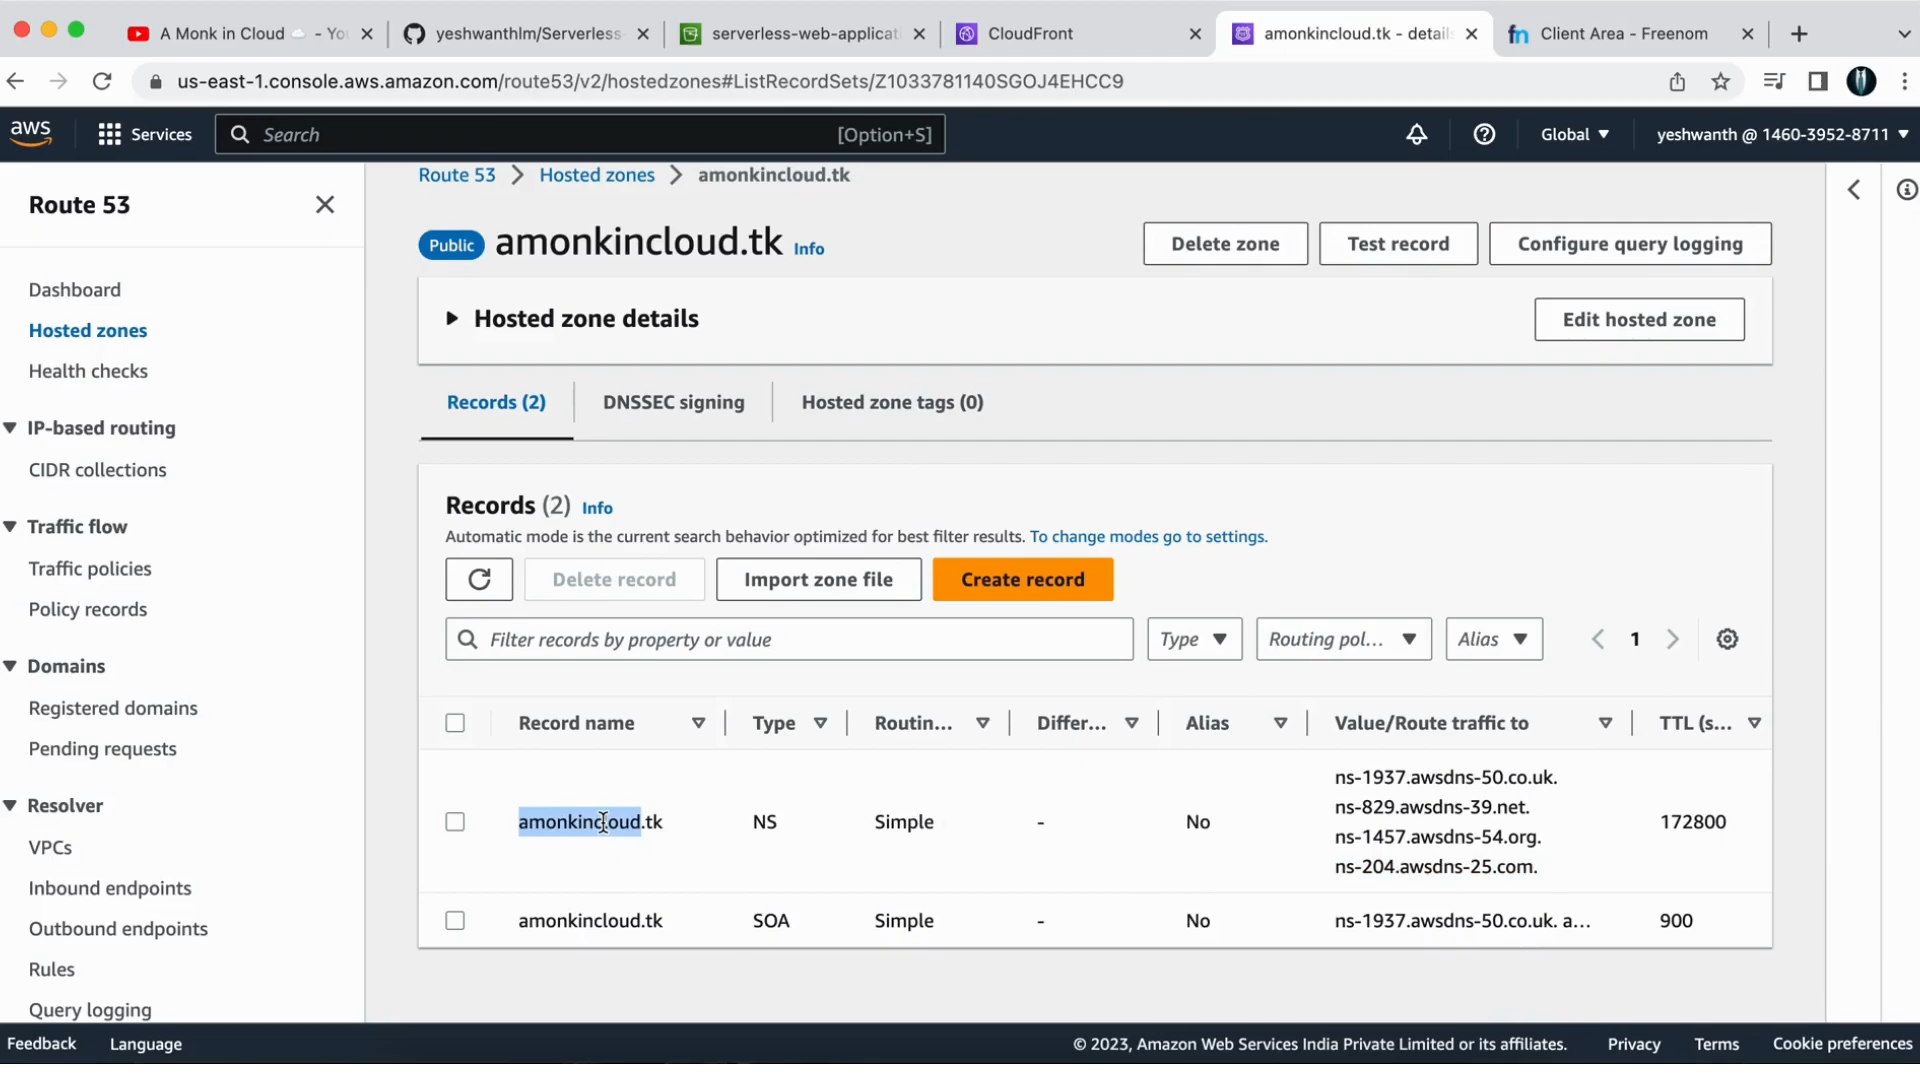 A Monk in Cloud - Yo
yeshwanthlm/Serverless-
serverless-web-applicati
CloudFront
amonkincloud.tk - details
fn Client Area - Freenom
us-east-1.console.aws.amazon.com/route53/v2/hostedzones#ListRecordSets/Z1033781140SGOJ4EHCC9
aws
Services
Search
[Option+S]
Global
yeshwanth @ 1460-3952-8711
Route 53
Dashboard
Hosted zones
Health checks
IP-based routing
CIDR collections
Traffic flow
Traffic policies
Policy records
Domains
Registered domains
Pending requests
Resolver
VPCs
Inbound endpoints
Outbound endpoints
Rules
Query logging
Route 53 > Hosted zones > amonkincloud.tk
Public amonkincloud.tk Info
Delete zone
Test record
Configure query logging
Hosted zone details
Edit hosted zone
Records (2)
DNSSEC signing
Hosted zone tags (0)
Records (2) Info
Automatic mode is the current search behavior optimized for best filter results. To change modes go to settings.
Delete record
Import zone file
Create record
Filter records by property or value
Type
Routing pol...
Alias
1
Record name Type Routin... Differ... Alias Value/Route traffic to TTL (s...
amonkincloud.tk NS Simple - No
ns-1937.awsdns-50.co.uk.
ns-829.awsdns-39.net.
ns-1457.awsdns-54.org.
ns-204.awsdns-25.com.
172800
amonkincloud.tk SOA Simple - No ns-1937.awsdns-50.co.uk. a... 900
Feedback
Language
© 2023, Amazon Web Services India Private Limited or its affiliates.
Privacy
Terms
Cookie preferences